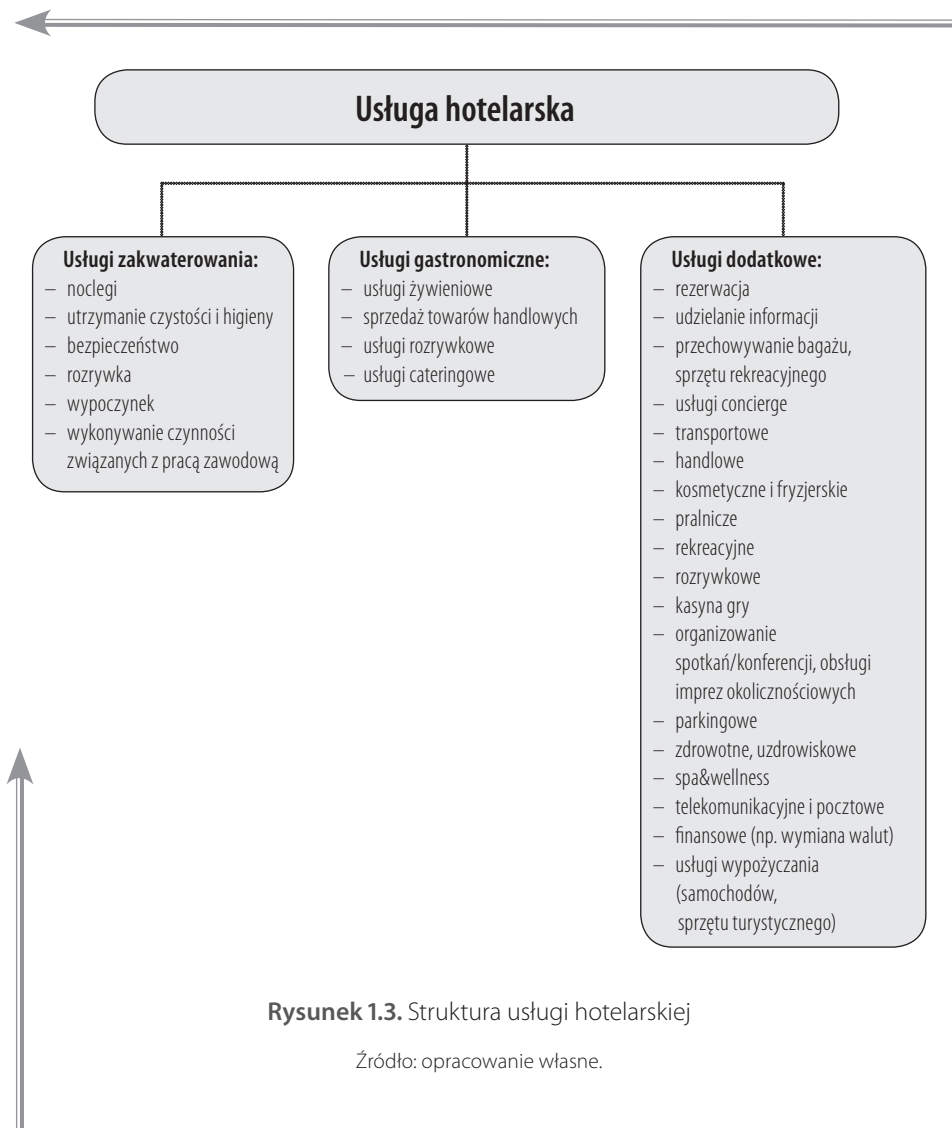 Usługa hotelarska
Usługi zakwaterowania:
– noclegi
– utrzymanie czystości i higieny
– bezpieczeństwo
– rozrywka
– wypoczynek
– wykonywanie czynności
związanych z pracą zawodową
Usługi gastronomiczne:
– usługi żywieniowe
– sprzedaż towarów handlowych
– usługi rozrywkowe
– usługi cateringowe
Usługi dodatkowe:
– rezerwacja
– udzielanie informacji
– przechowywanie bagażu,
sprzętu rekreacyjnego
– usługi concierge
– transportowe
– handlowe
– kosmetyczne i fryzjerskie
– pralnicze
– rekreacyjne
– rozrywkowe
– kasyna gry
– organizowanie
spotkań/konferencji, obsługi
imprez okolicznościowych
– parkingowe
– zdrowotne, uzdrowiskowe
– spa&wellness
– telekomunikacyjne i pocztowe
– finansowe (np. wymiana walut)
– usługi wypożyczania
(samochodów,
sprzętu turystycznego)
Rysunek 1.3. Struktura usługi hotelarskiej
Źródło: opracowanie własne.